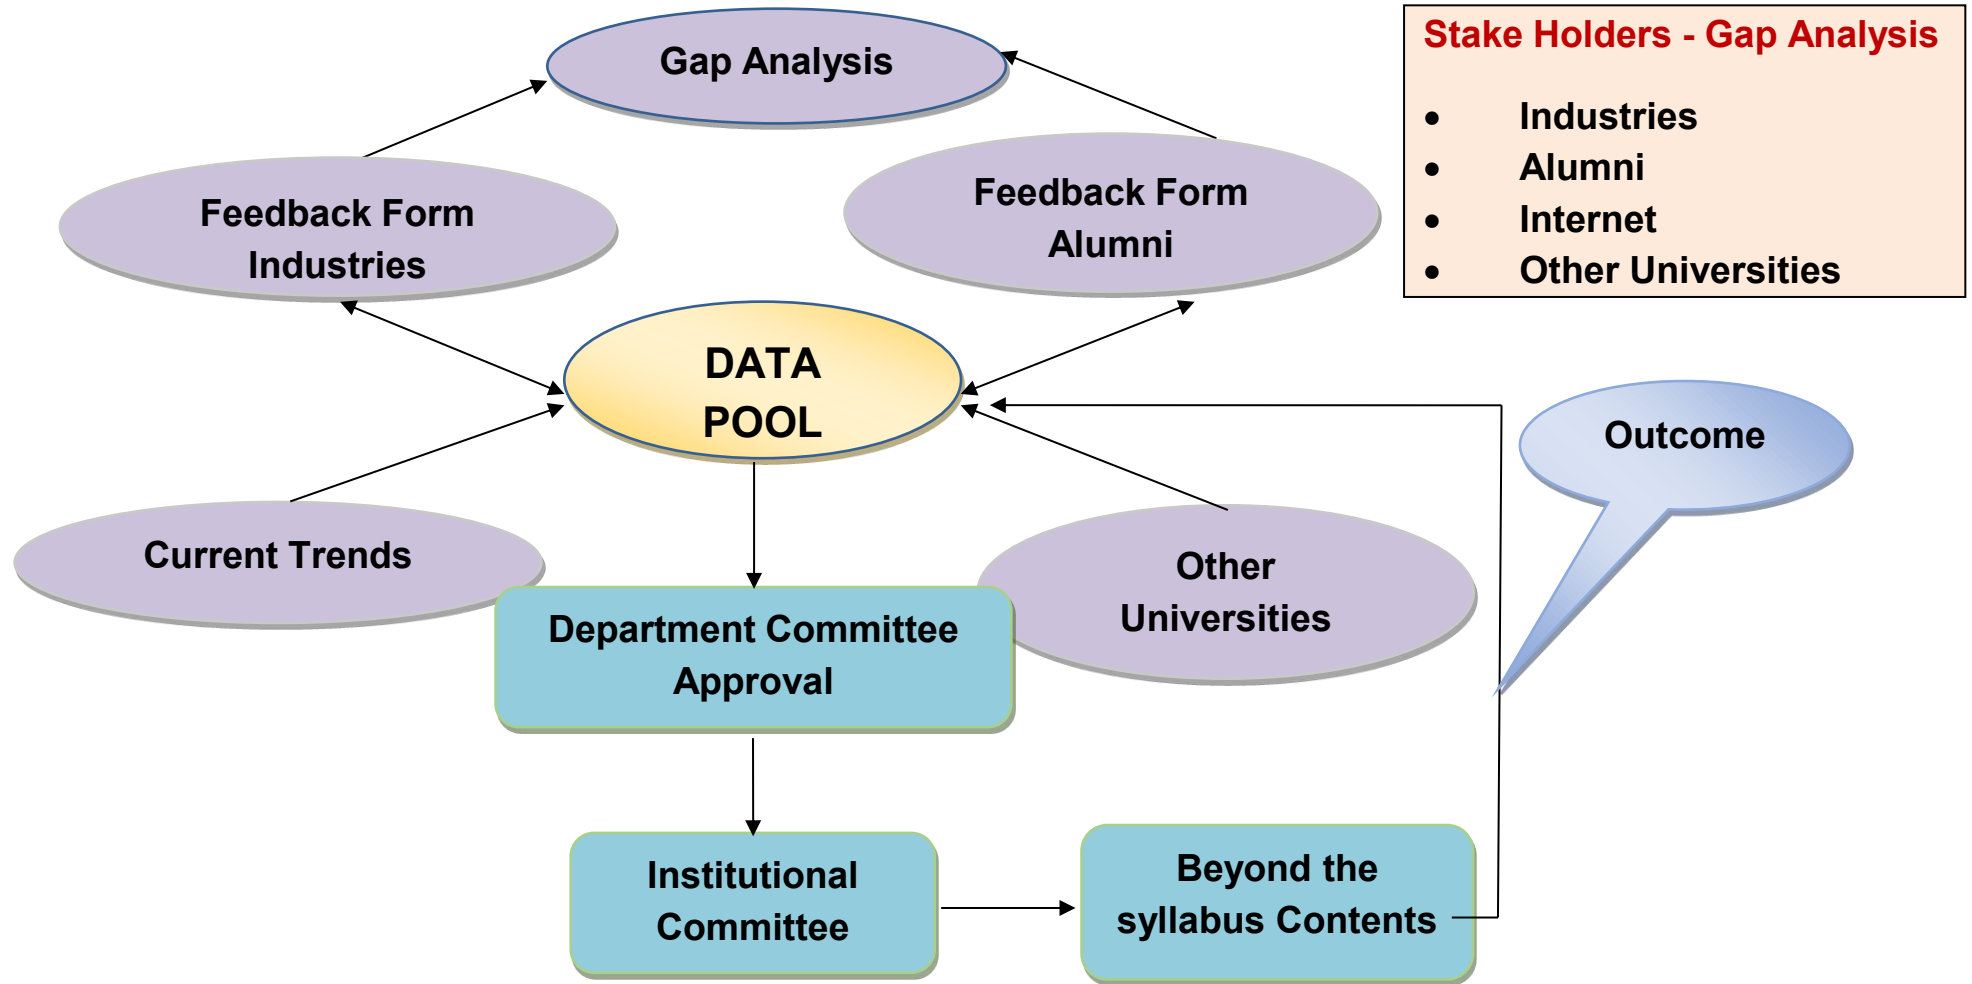 Gap Analysis
Stake Holders - Gap Analysis
• Industries
• Alumni
• Internet
• Other Universities
Feedback Form
Industries
Feedback Form
Alumni
DATA
POOL
Outcome
Current Trends
Other
Universities
Department Committee
Approval
Institutional
Committee
Beyond the
syllabus Contents